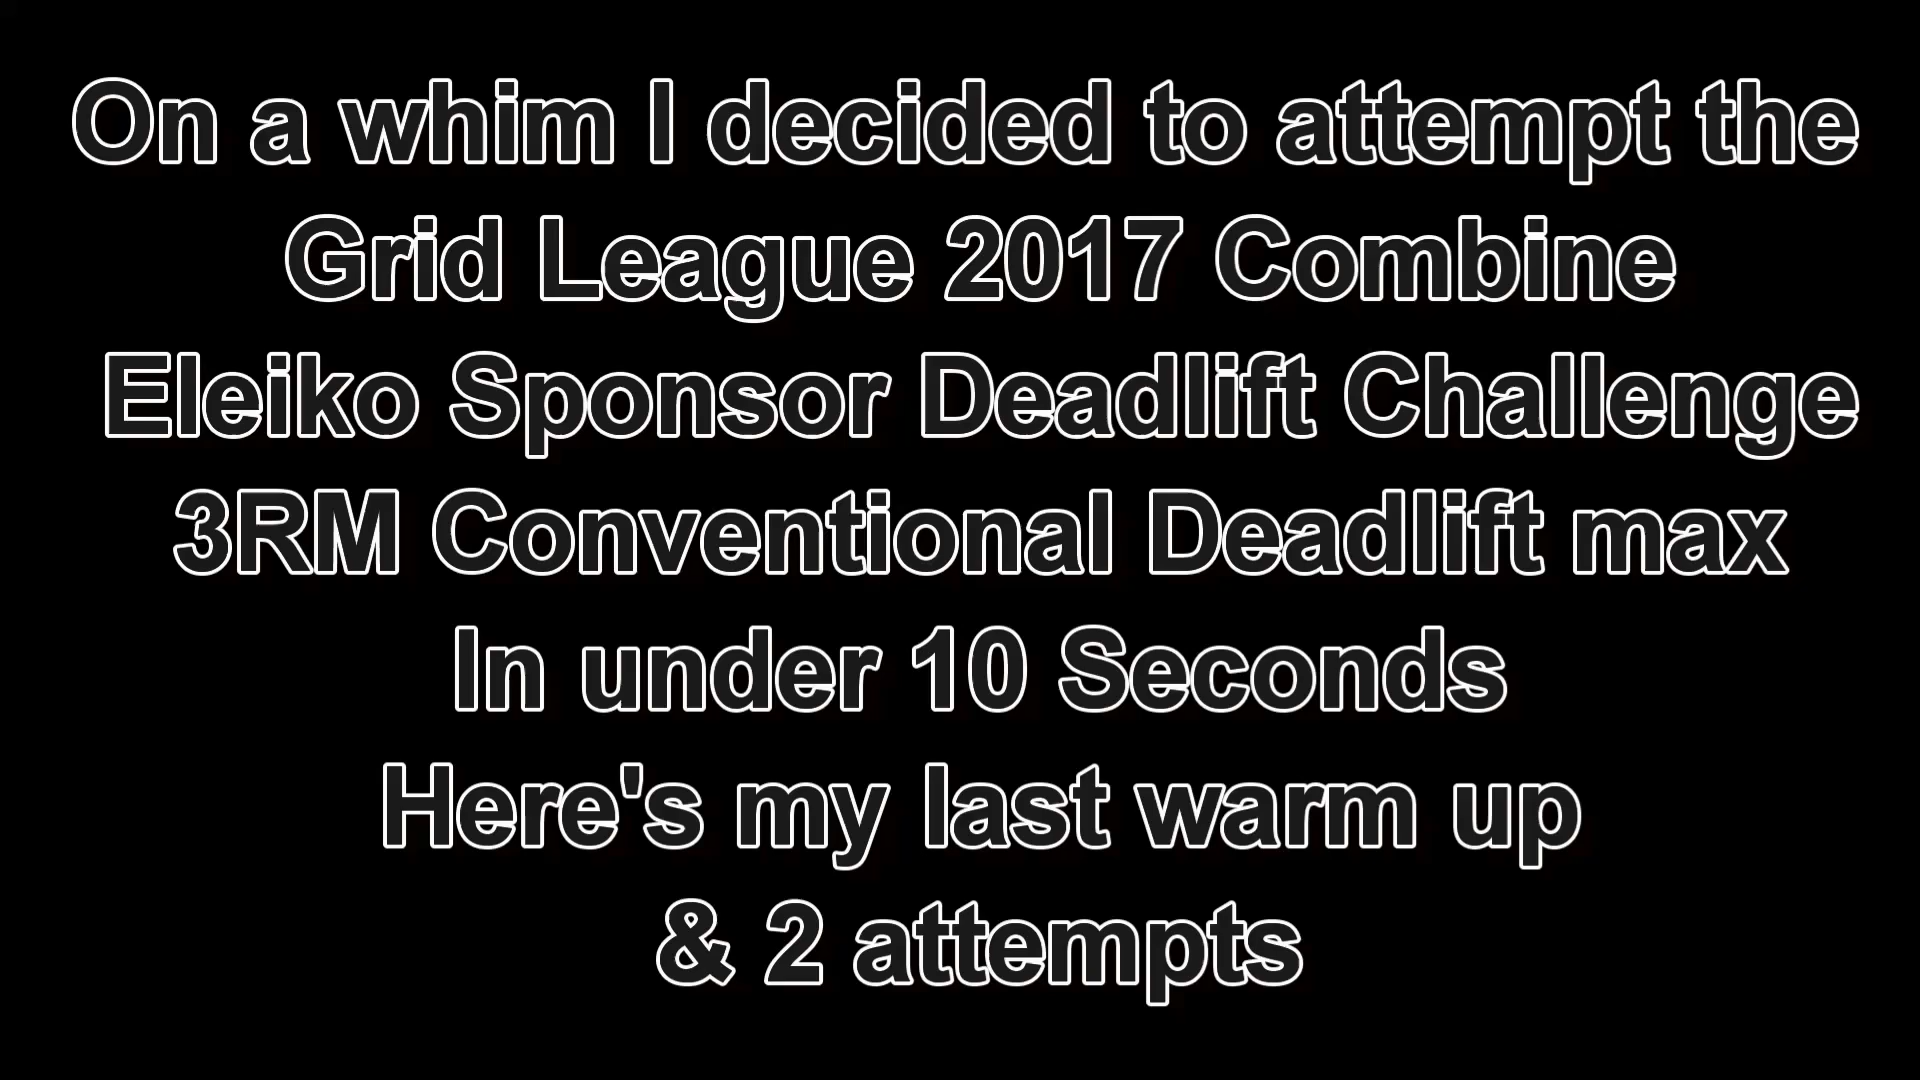 On a whim I decided to attempt the
Grid League 2017 Combine
Eleiko Sponsor Deadlift Challenge
3RM Conventional Deadlift max
In under 10 Seconds
Here's my last warm up
& 2 attempts